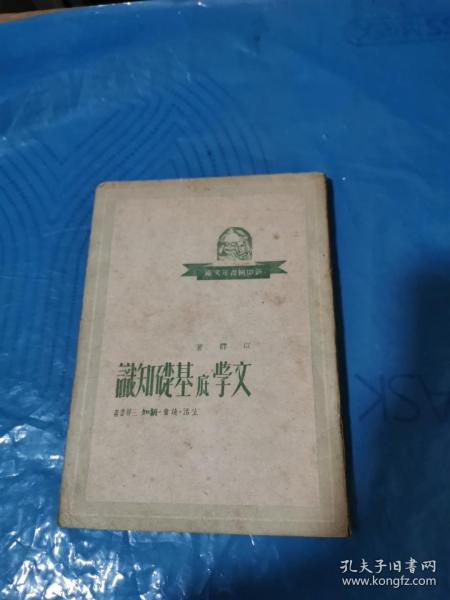 新中國青年文庫
以群著
文学底基礎知識
生活·讀書·新知三聯書店
孔夫子旧书网
www.kongfz.com